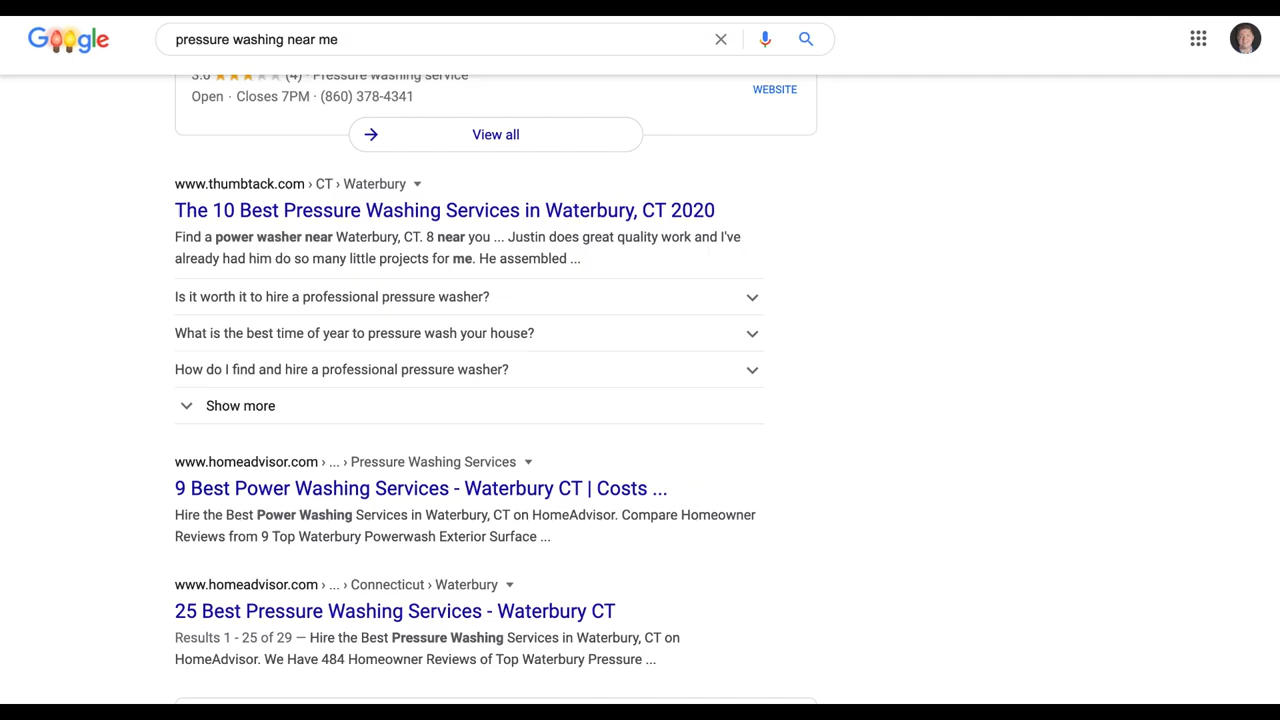 Google
pressure washing near me
3.0 (4) · Pressure washing service
Open · Closes 7PM · (860) 378-4341
WEBSITE
View all
www.thumbtack.com › CT › Waterbury
The 10 Best Pressure Washing Services in Waterbury, CT 2020
Find a power washer near Waterbury, CT. 8 near you ... Justin does great quality work and I've
already had him do so many little projects for me. He assembled ...
Is it worth it to hire a professional pressure washer?
What is the best time of year to pressure wash your house?
How do I find and hire a professional pressure washer?
Show more
www.homeadvisor.com › ... › Pressure Washing Services
9 Best Power Washing Services - Waterbury CT | Costs ...
Hire the Best Power Washing Services in Waterbury, CT on HomeAdvisor. Compare Homeowner
Reviews from 9 Top Waterbury Powerwash Exterior Surface ...
www.homeadvisor.com › ... › Connecticut › Waterbury
25 Best Pressure Washing Services - Waterbury CT
Results 1 - 25 of 29 — Hire the Best Pressure Washing Services in Waterbury, CT on
HomeAdvisor. We Have 484 Homeowner Reviews of Top Waterbury Pressure ...